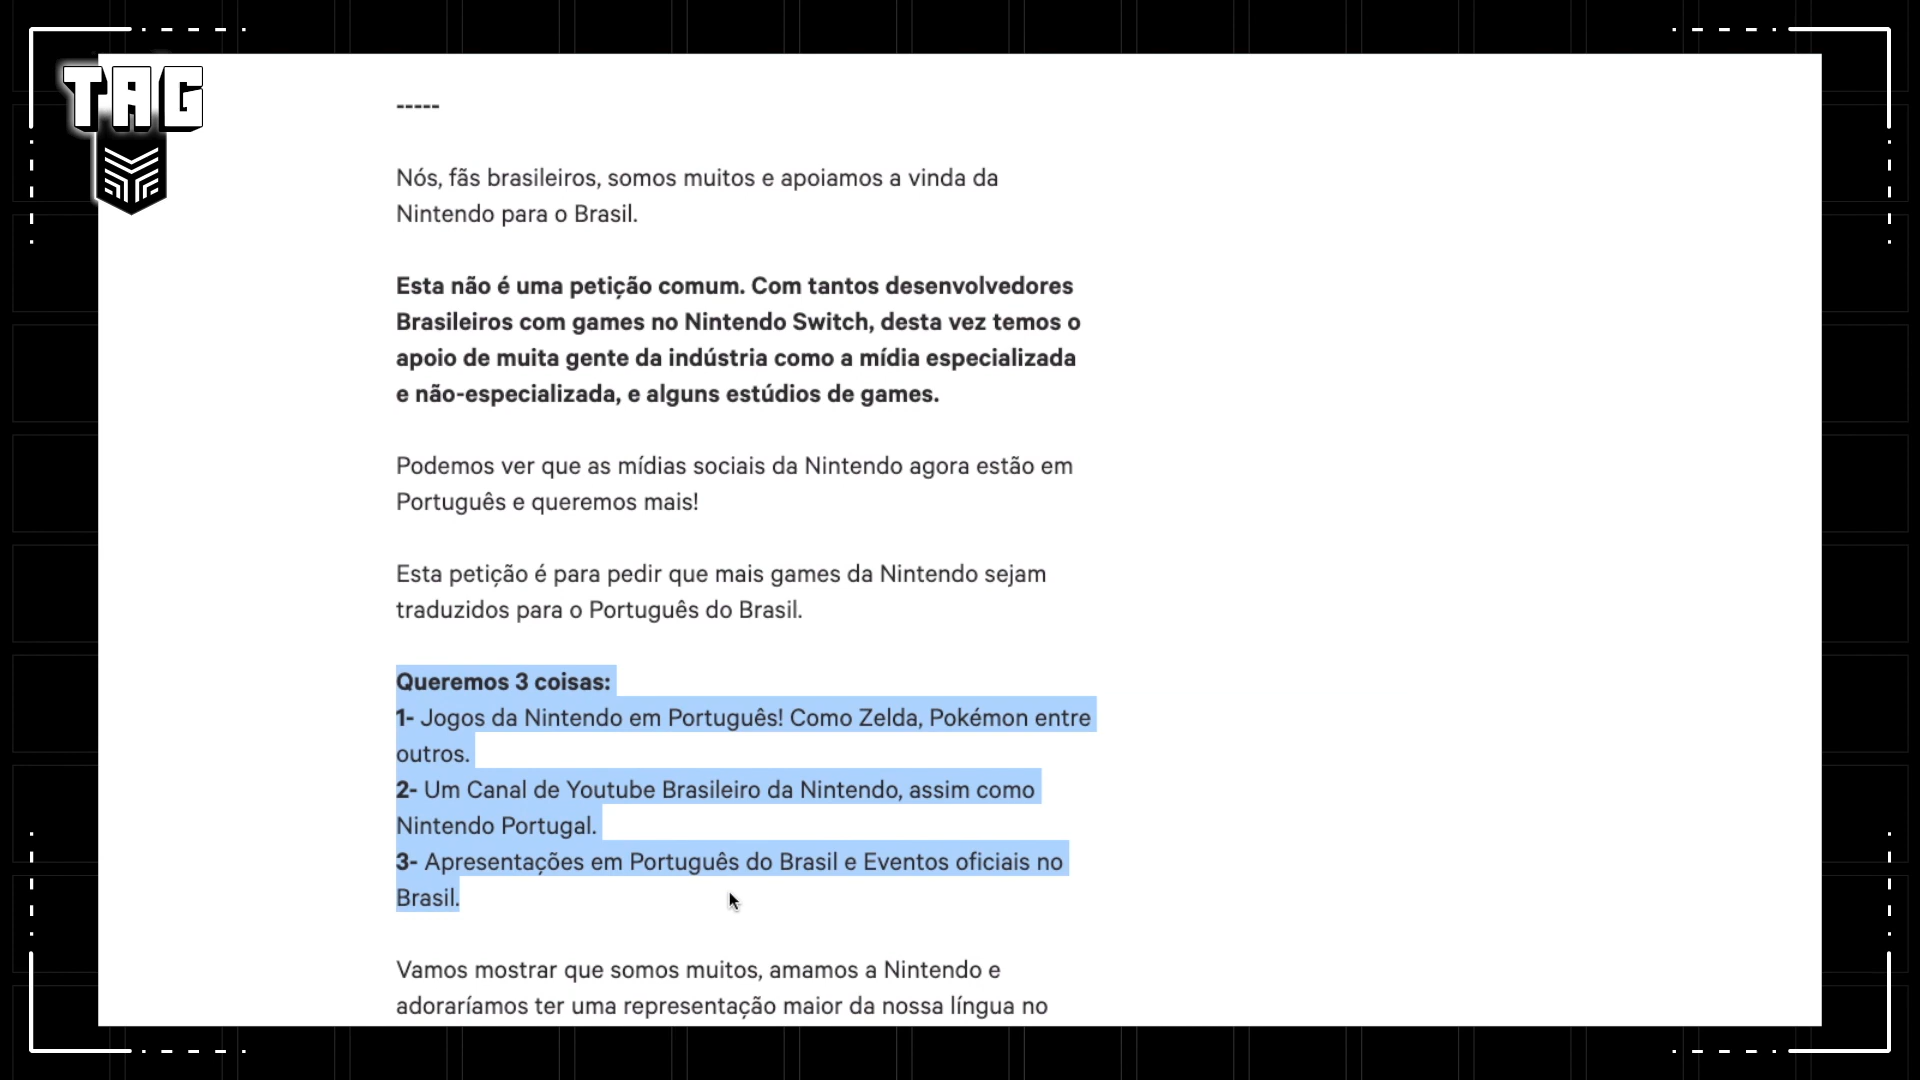 TAG
-----
Nós, fãs brasileiros, somos muitos e apoiamos a vinda da
Nintendo para o Brasil.
Esta não é uma petição comum. Com tantos desenvolvedores
Brasileiros com games no Nintendo Switch, desta vez temos o
apoio de muita gente da indústria como a mídia especializada
e não-especializada, e alguns estúdios de games.
Podemos ver que as mídias sociais da Nintendo agora estão em
Português e queremos mais!
Esta petição é para pedir que mais games da Nintendo sejam
traduzidos para o Português do Brasil.
Queremos 3 coisas:
1- Jogos da Nintendo em Português! Como Zelda, Pokémon entre
outros.
2- Um Canal de Youtube Brasileiro da Nintendo, assim como
Nintendo Portugal.
3- Apresentações em Português do Brasil e Eventos oficiais no
Brasil.
Vamos mostrar que somos muitos, amamos a Nintendo e
adoraríamos ter uma representação maior da nossa língua no